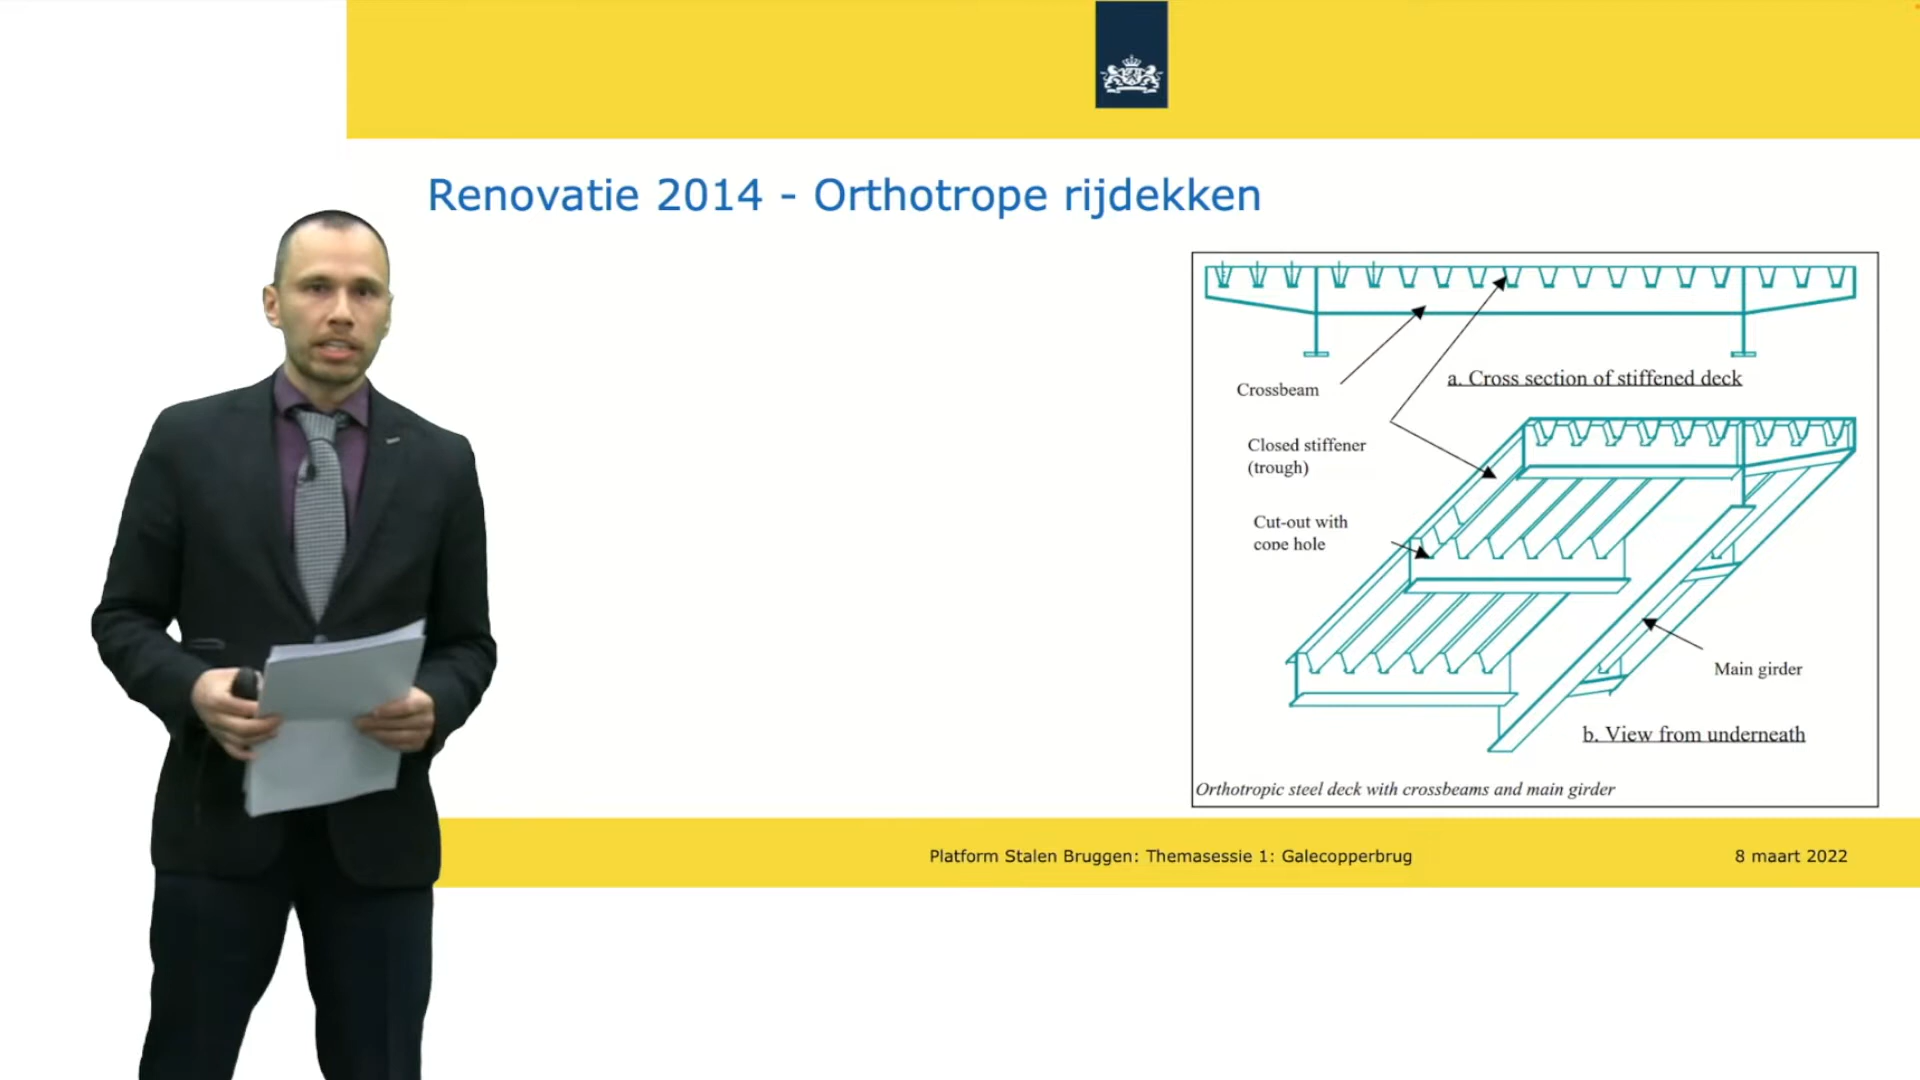 Renovatie 2014 - Orthotrope rijdekken
a. Cross section of stiffened deck
Crossbeam
Closed stiffener
(trough)
Cut-out with
cope hole
Main girder
b. View from underneath
Orthotropic steel deck with crossbeams and main girder
Platform Stalen Bruggen: Themasessie 1: Galecopperbrug
8 maart 2022